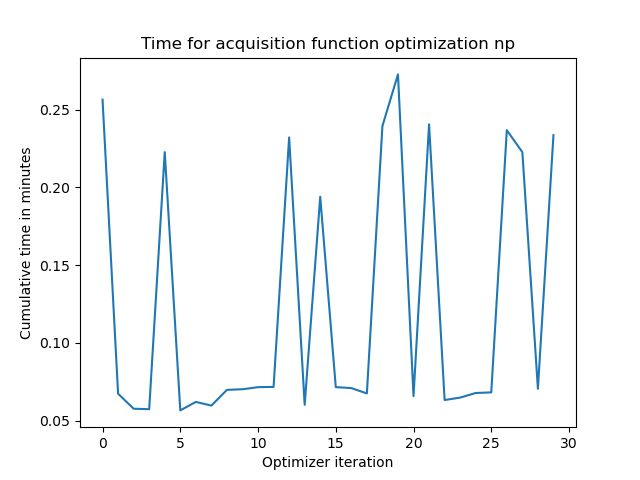 Time for acquisition function optimization np
0.25
0.20
0.15
0.10
0.05
Cumulative time in minutes
0 5 10 15 20 25 30
Optimizer iteration